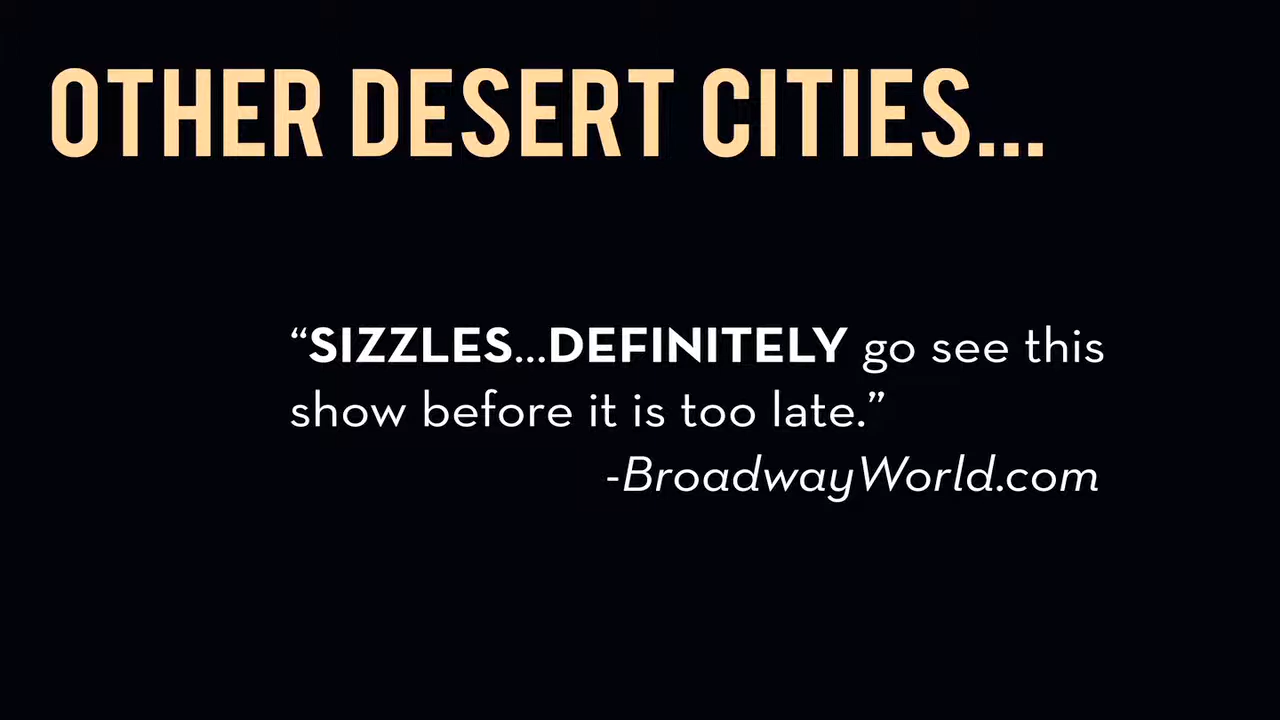 OTHER DESERT CITIES...
“SIZZLES...DEFINITELY go see this
show before it is too late.”
-BroadwayWorld.com